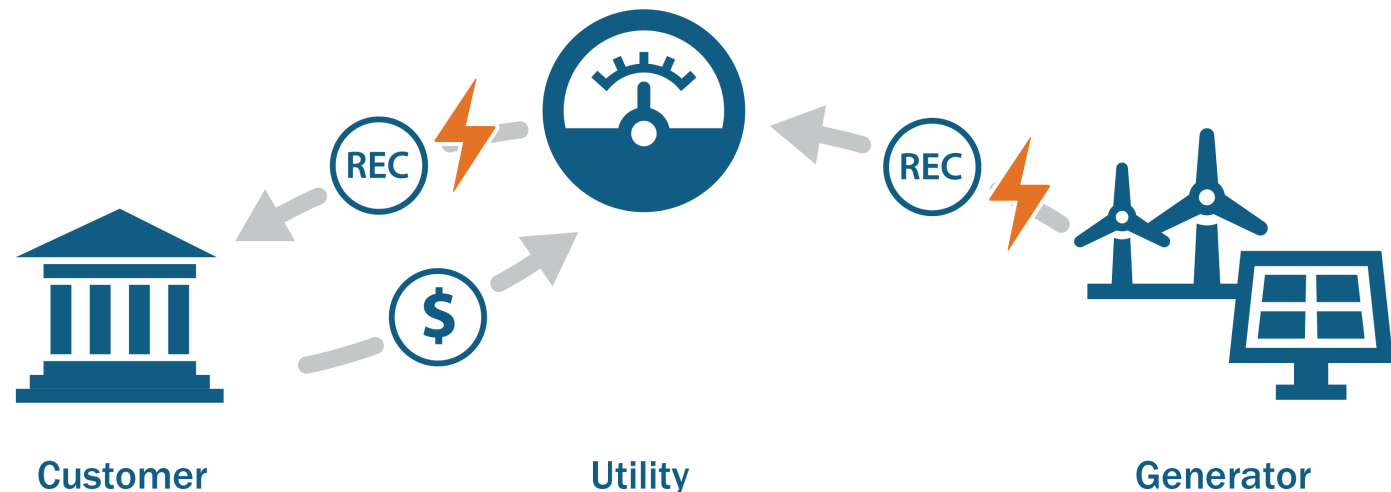 REC
REC
$
Customer
Utility
Generator